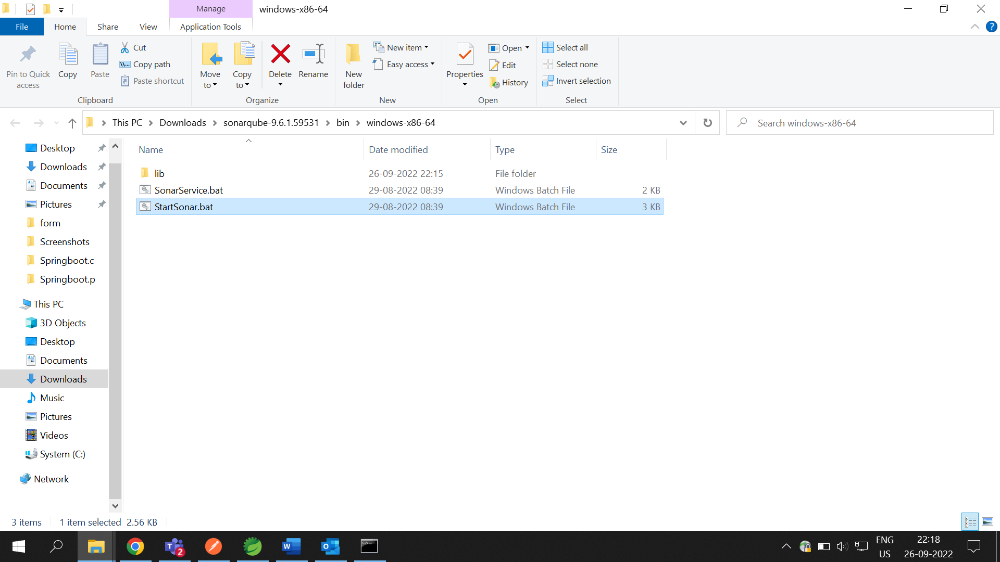 Manage
windows-x86-64
File
Home
Share
View
Application Tools
Pin to Quick access
Copy
Paste
Cut
Copy path
Paste shortcut
Clipboard
Move to
Copy to
Delete
Rename
Organize
New folder
New item
Easy access
New
Properties
Open
Edit
History
Open
Select all
Select none
Invert selection
Select
This PC
Downloads
sonarqube-9.6.1.59531
bin
windows-x86-64
Search windows-x86-64
Desktop
Downloads
Documents
Pictures
form
Screenshots
Springboot.c
Springboot.p
This PC
3D Objects
Desktop
Documents
Downloads
Music
Pictures
Videos
System (C:)
Network
Name Date modified Type Size
lib 26-09-2022 22:15 File folder
SonarService.bat 29-08-2022 08:39 Windows Batch File 2 KB
StartSonar.bat 29-08-2022 08:39 Windows Batch File 3 KB
3 items 1 item selected 2.56 KB
2
ENG
US
22:18
26-09-2022